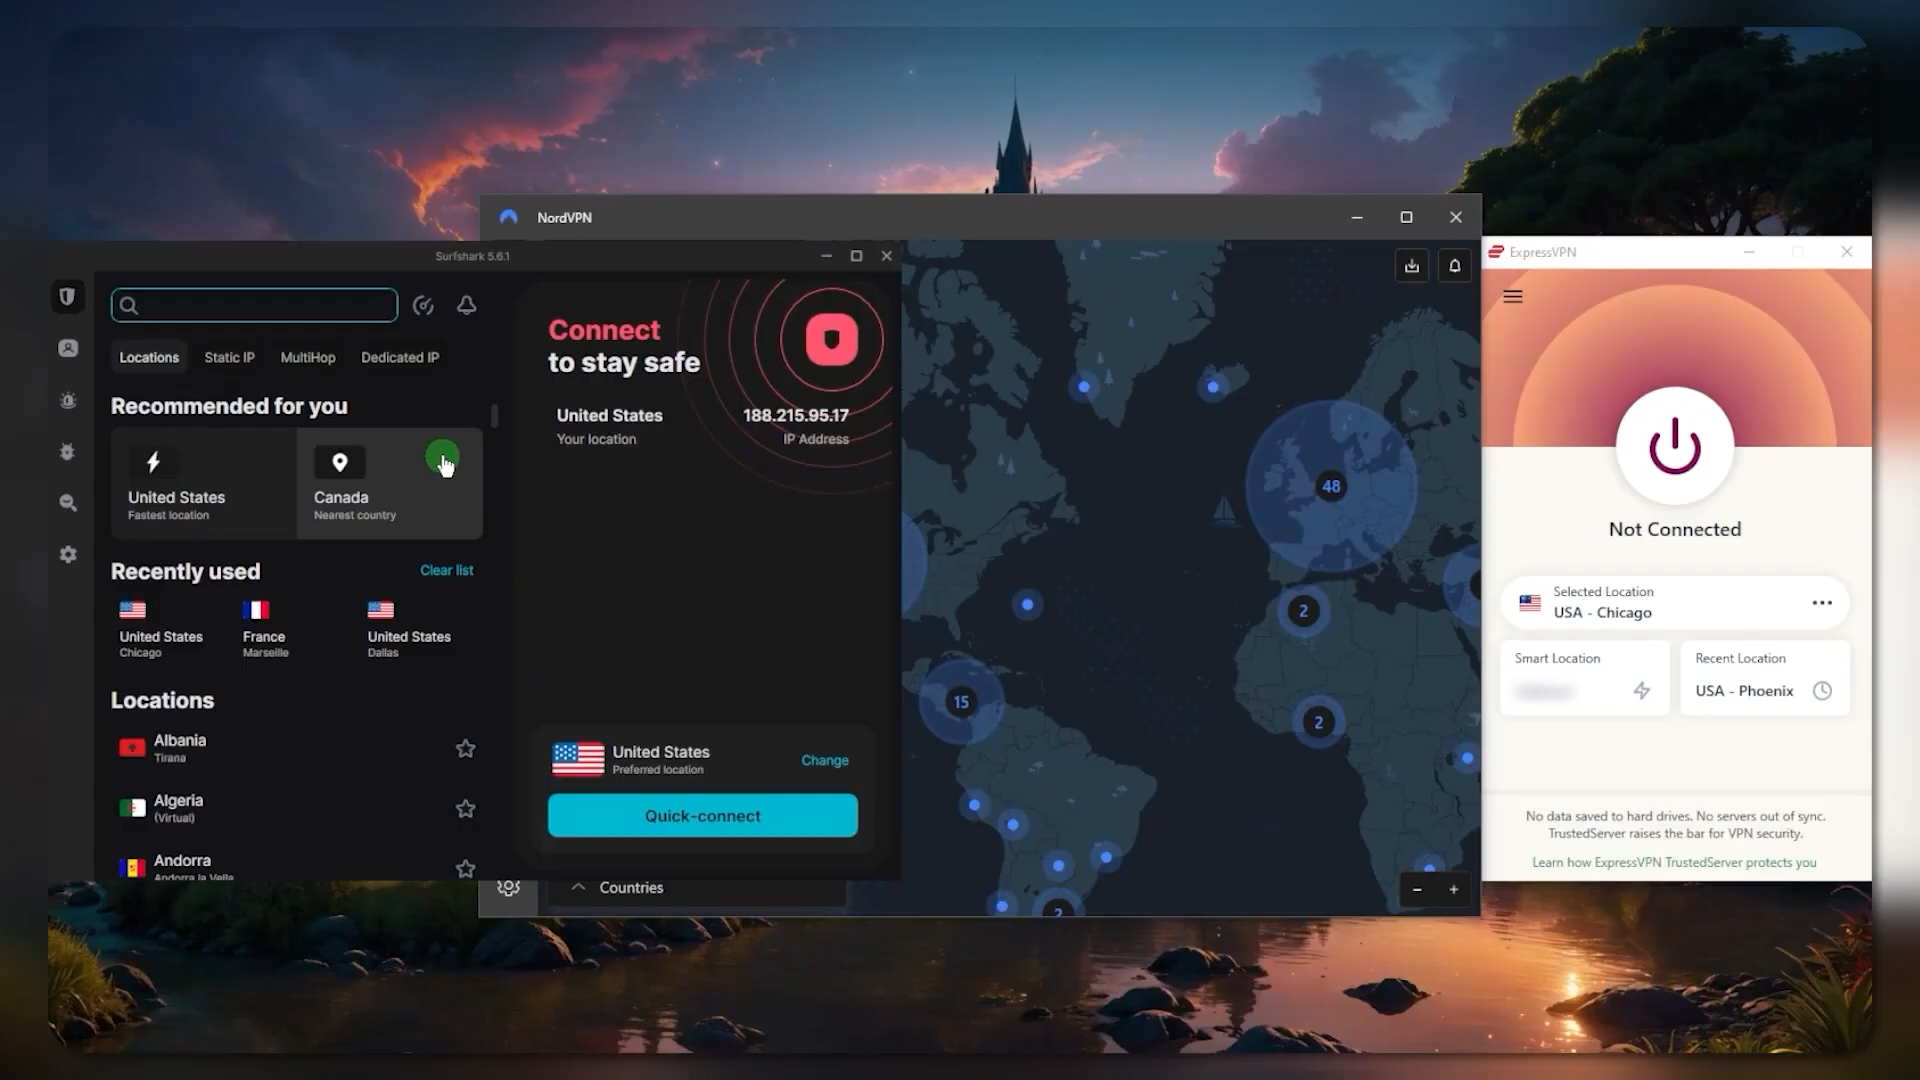 NordVPN
Surfshark 5.6.1
Locations
Static IP
MultiHop
Dedicated IP
Recommended for you
United States
Fastest location
Canada
Nearest country
Recently used
Clear list
United States
Chicago
France
Marseille
United States
Dallas
Locations
Albania
Tirana
Algeria
(Virtual)
Andorra
Andorra la Vella
Connect
to stay safe
United States
188.215.95.17
Your location
IP Address
United States
Preferred location
Change
Quick-connect
Countries
48
2
15
2
2
ExpressVPN
Not Connected
Selected Location
USA - Chicago
Smart Location
Recent Location
USA - Phoenix
No data saved to hard drives. No servers out of sync.
TrustedServer raises the bar for VPN security.
Learn how ExpressVPN TrustedServer protects you